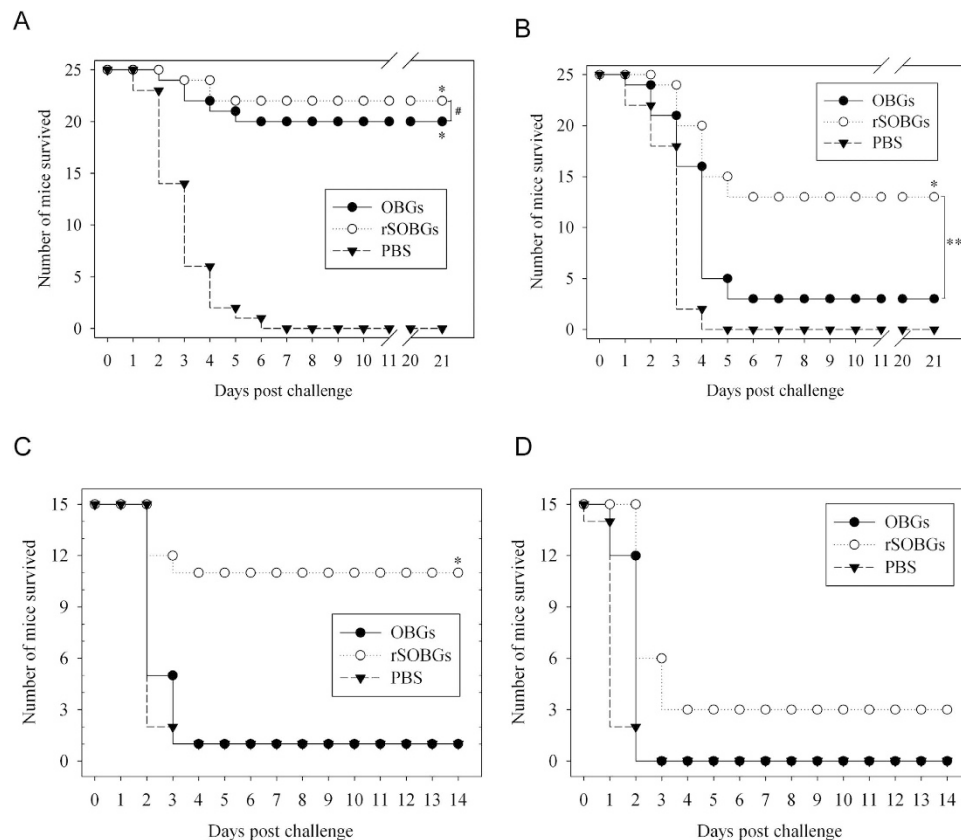 A
25
20
15
10
5
0
Number of mice survived
*
#
*
OBGs
rSOBGs
PBS
0 1 2 3 4 5 6 7 8 9 10 11 20 21
Days post challenge
B
25
20
15
10
5
0
Number of mice survived
OBGs
rSOBGs
PBS
*
**
0 1 2 3 4 5 6 7 8 9 10 11 20 21
Days post challenge
C
15
12
9
6
3
0
Number of mice survived
*
OBGs
rSOBGs
PBS
0 1 2 3 4 5 6 7 8 9 10 11 12 13 14
Days post challenge
D
15
12
9
6
3
0
Number of mice survived
OBGs
rSOBGs
PBS
0 1 2 3 4 5 6 7 8 9 10 11 12 13 14
Days post challenge